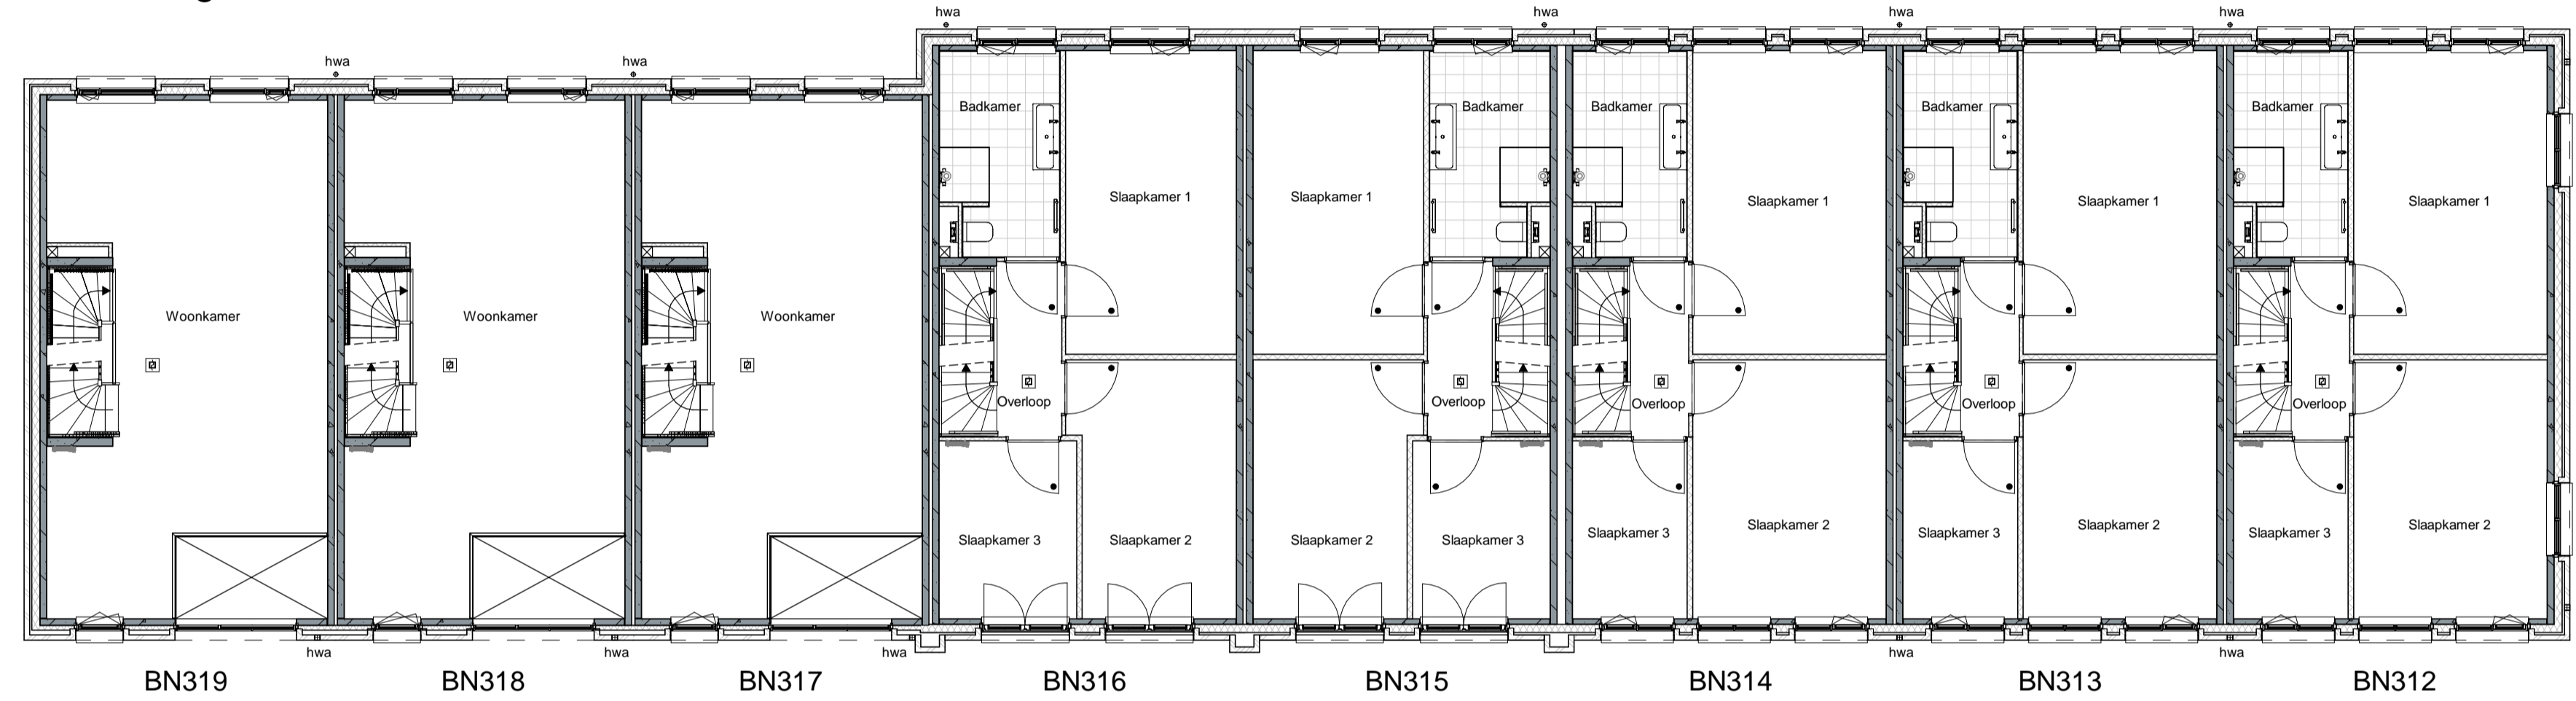 hwa hwa hwa hwa
hwa hwa
Badkamer Badkamer Badkamer Badkamer Badkamer
Slaapkamer 1 Slaapkamer 1 Slaapkamer 1 Slaapkamer 1 Slaapkamer 1
Woonkamer Woonkamer Woonkamer
Overloop Overloop Overloop Overloop Overloop
Slaapkamer 3 Slaapkamer 2 Slaapkamer 2 Slaapkamer 3 Slaapkamer 3 Slaapkamer 2 Slaapkamer 3 Slaapkamer 2 Slaapkamer 3 Slaapkamer 2
hwa hwa hwa hwa hwa
BN319 BN318 BN317 BN316 BN315 BN314 BN313 BN312